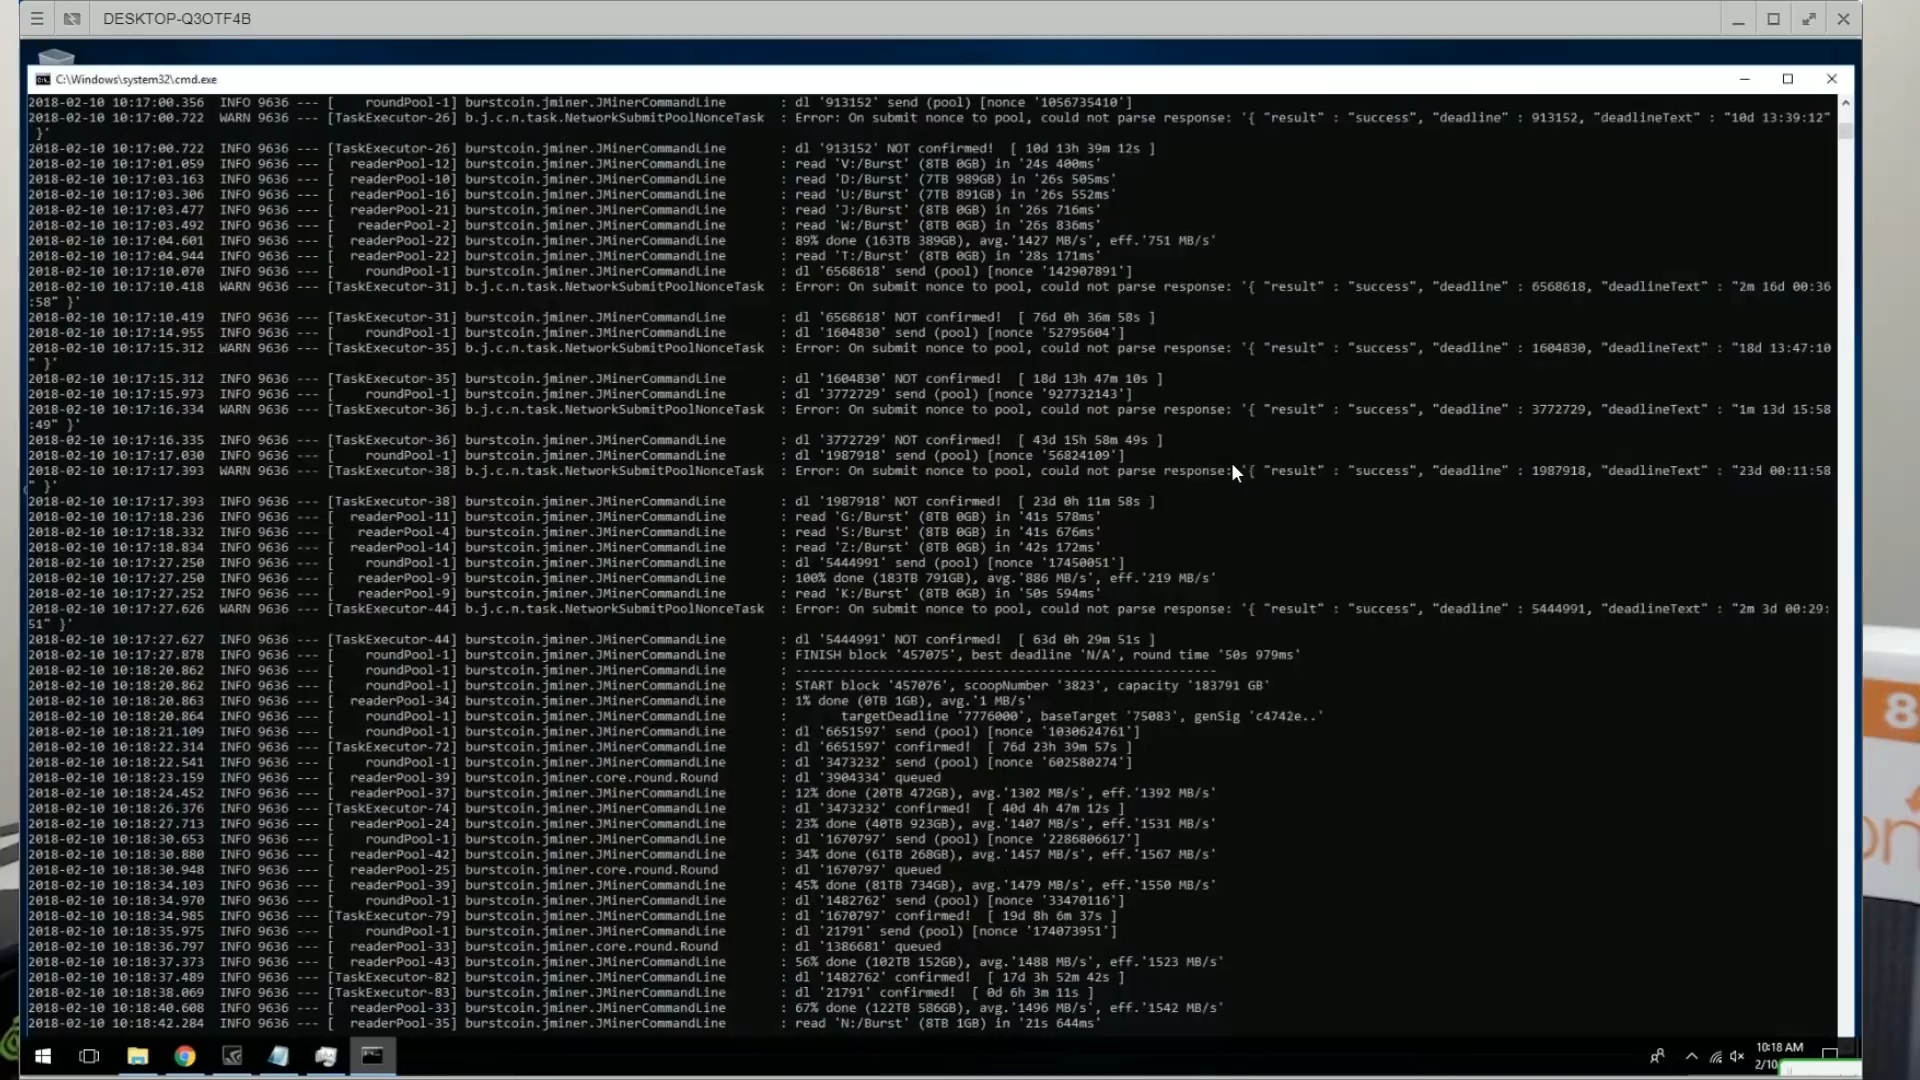 DESKTOP-Q3OTF4B
C:\Windows\system32\cmd.exe
2018-02-10 10:17:00.356  INFO 9636 --- [    roundPool-1] burstcoin.jminer.JMinerCommandLine       : dl '913152' send (pool) [nonce '1056735410']
2018-02-10 10:17:00.722  WARN 9636 --- [TaskExecutor-26] b.j.c.n.task.NetworkSubmitPoolNonceTask  : Error: On submit nonce to pool, could not parse response: '{ "result" : "success", "deadline" : 913152, "deadlineText" : "10d 13:39:12"
 }'
2018-02-10 10:17:00.722  INFO 9636 --- [TaskExecutor-26] burstcoin.jminer.JMinerCommandLine       : dl '913152' NOT confirmed!  [ 10d 13h 39m 12s ]
2018-02-10 10:17:01.059  INFO 9636 --- [  readerPool-12] burstcoin.jminer.JMinerCommandLine       : read 'V:/Burst' (8TB 0GB) in '24s 400ms'
2018-02-10 10:17:03.163  INFO 9636 --- [  readerPool-10] burstcoin.jminer.JMinerCommandLine       : read 'D:/Burst' (7TB 989GB) in '26s 505ms'
2018-02-10 10:17:03.306  INFO 9636 --- [  readerPool-16] burstcoin.jminer.JMinerCommandLine       : read 'U:/Burst' (7TB 891GB) in '26s 552ms'
2018-02-10 10:17:03.477  INFO 9636 --- [  readerPool-21] burstcoin.jminer.JMinerCommandLine       : read 'J:/Burst' (8TB 0GB) in '26s 716ms'
2018-02-10 10:17:03.492  INFO 9636 --- [   readerPool-2] burstcoin.jminer.JMinerCommandLine       : read 'W:/Burst' (8TB 0GB) in '26s 836ms'
2018-02-10 10:17:04.601  INFO 9636 --- [  readerPool-22] burstcoin.jminer.JMinerCommandLine       : 89% done (163TB 389GB), avg.'1427 MB/s', eff.'751 MB/s'
2018-02-10 10:17:04.944  INFO 9636 --- [  readerPool-22] burstcoin.jminer.JMinerCommandLine       : read 'T:/Burst' (8TB 0GB) in '28s 171ms'
2018-02-10 10:17:10.070  INFO 9636 --- [    roundPool-1] burstcoin.jminer.JMinerCommandLine       : dl '6568618' send (pool) [nonce '142907891']
2018-02-10 10:17:10.418  WARN 9636 --- [TaskExecutor-31] b.j.c.n.task.NetworkSubmitPoolNonceTask  : Error: On submit nonce to pool, could not parse response: '{ "result" : "success", "deadline" : 6568618, "deadlineText" : "2m 16d 00:36
:58" }'
2018-02-10 10:17:10.419  INFO 9636 --- [TaskExecutor-31] burstcoin.jminer.JMinerCommandLine       : dl '6568618' NOT confirmed!  [ 76d 0h 36m 58s ]
2018-02-10 10:17:14.955  INFO 9636 --- [    roundPool-1] burstcoin.jminer.JMinerCommandLine       : dl '1604830' send (pool) [nonce '52795604']
2018-02-10 10:17:15.312  WARN 9636 --- [TaskExecutor-35] b.j.c.n.task.NetworkSubmitPoolNonceTask  : Error: On submit nonce to pool, could not parse response: '{ "result" : "success", "deadline" : 1604830, "deadlineText" : "18d 13:47:10
" }'
2018-02-10 10:17:15.312  INFO 9636 --- [TaskExecutor-35] burstcoin.jminer.JMinerCommandLine       : dl '1604830' NOT confirmed!  [ 18d 13h 47m 10s ]
2018-02-10 10:17:15.973  INFO 9636 --- [    roundPool-1] burstcoin.jminer.JMinerCommandLine       : dl '3772729' send (pool) [nonce '927732143']
2018-02-10 10:17:16.334  WARN 9636 --- [TaskExecutor-36] b.j.c.n.task.NetworkSubmitPoolNonceTask  : Error: On submit nonce to pool, could not parse response: '{ "result" : "success", "deadline" : 3772729, "deadlineText" : "1m 13d 15:58
:49" }'
2018-02-10 10:17:16.335  INFO 9636 --- [TaskExecutor-36] burstcoin.jminer.JMinerCommandLine       : dl '3772729' NOT confirmed!  [ 43d 15h 58m 49s ]
2018-02-10 10:17:17.030  INFO 9636 --- [    roundPool-1] burstcoin.jminer.JMinerCommandLine       : dl '1987918' send (pool) [nonce '56824109']
2018-02-10 10:17:17.393  WARN 9636 --- [TaskExecutor-38] b.j.c.n.task.NetworkSubmitPoolNonceTask  : Error: On submit nonce to pool, could not parse response: '{ "result" : "success", "deadline" : 1987918, "deadlineText" : "23d 00:11:58
" }'
2018-02-10 10:17:17.393  INFO 9636 --- [TaskExecutor-38] burstcoin.jminer.JMinerCommandLine       : dl '1987918' NOT confirmed!  [ 23d 0h 11m 58s ]
2018-02-10 10:17:18.236  INFO 9636 --- [  readerPool-11] burstcoin.jminer.JMinerCommandLine       : read 'G:/Burst' (8TB 0GB) in '41s 578ms'
2018-02-10 10:17:18.332  INFO 9636 --- [   readerPool-4] burstcoin.jminer.JMinerCommandLine       : read 'S:/Burst' (8TB 0GB) in '41s 676ms'
2018-02-10 10:17:18.834  INFO 9636 --- [  readerPool-14] burstcoin.jminer.JMinerCommandLine       : read 'Z:/Burst' (8TB 0GB) in '42s 172ms'
2018-02-10 10:17:27.250  INFO 9636 --- [    roundPool-1] burstcoin.jminer.JMinerCommandLine       : dl '5444991' send (pool) [nonce '17450051']
2018-02-10 10:17:27.250  INFO 9636 --- [   readerPool-9] burstcoin.jminer.JMinerCommandLine       : 100% done (183TB 791GB), avg.'886 MB/s', eff.'219 MB/s'
2018-02-10 10:17:27.252  INFO 9636 --- [   readerPool-9] burstcoin.jminer.JMinerCommandLine       : read 'K:/Burst' (8TB 0GB) in '50s 594ms'
2018-02-10 10:17:27.626  WARN 9636 --- [TaskExecutor-44] b.j.c.n.task.NetworkSubmitPoolNonceTask  : Error: On submit nonce to pool, could not parse response: '{ "result" : "success", "deadline" : 5444991, "deadlineText" : "2m 3d 00:29:
51" }'
2018-02-10 10:17:27.627  INFO 9636 --- [TaskExecutor-44] burstcoin.jminer.JMinerCommandLine       : dl '5444991' NOT confirmed!  [ 63d 0h 29m 51s ]
2018-02-10 10:17:27.878  INFO 9636 --- [    roundPool-1] burstcoin.jminer.JMinerCommandLine       : FINISH block '457075', best deadline 'N/A', round time '50s 979ms'
2018-02-10 10:18:20.862  INFO 9636 --- [    roundPool-1] burstcoin.jminer.JMinerCommandLine       : -------------------------------------------------------
2018-02-10 10:18:20.862  INFO 9636 --- [    roundPool-1] burstcoin.jminer.JMinerCommandLine       : START block '457076', scoopNumber '3823', capacity '183791 GB'
2018-02-10 10:18:20.863  INFO 9636 --- [  readerPool-34] burstcoin.jminer.JMinerCommandLine       : 1% done (0TB 1GB), avg.'1 MB/s'
2018-02-10 10:18:20.864  INFO 9636 --- [    roundPool-1] burstcoin.jminer.JMinerCommandLine       :       targetDeadline '7776000', baseTarget '75083', genSig 'c4742e..'
2018-02-10 10:18:21.109  INFO 9636 --- [    roundPool-1] burstcoin.jminer.JMinerCommandLine       : dl '6651597' send (pool) [nonce '1030624761']
2018-02-10 10:18:22.314  INFO 9636 --- [TaskExecutor-72] burstcoin.jminer.JMinerCommandLine       : dl '6651597' confirmed!  [ 76d 23h 39m 57s ]
2018-02-10 10:18:22.541  INFO 9636 --- [    roundPool-1] burstcoin.jminer.JMinerCommandLine       : dl '3473232' send (pool) [nonce '602580274']
2018-02-10 10:18:23.159  INFO 9636 --- [  readerPool-39] burstcoin.jminer.core.round.Round        : dl '3904334' queued
2018-02-10 10:18:24.452  INFO 9636 --- [  readerPool-37] burstcoin.jminer.JMinerCommandLine       : 12% done (20TB 472GB), avg.'1302 MB/s', eff.'1392 MB/s'
2018-02-10 10:18:26.376  INFO 9636 --- [TaskExecutor-74] burstcoin.jminer.JMinerCommandLine       : dl '3473232' confirmed!  [ 40d 4h 47m 12s ]
2018-02-10 10:18:27.713  INFO 9636 --- [  readerPool-24] burstcoin.jminer.JMinerCommandLine       : 23% done (40TB 923GB), avg.'1407 MB/s', eff.'1531 MB/s'
2018-02-10 10:18:30.653  INFO 9636 --- [    roundPool-1] burstcoin.jminer.JMinerCommandLine       : dl '1670797' send (pool) [nonce '2286806617']
2018-02-10 10:18:30.880  INFO 9636 --- [  readerPool-42] burstcoin.jminer.JMinerCommandLine       : 34% done (61TB 268GB), avg.'1457 MB/s', eff.'1567 MB/s'
2018-02-10 10:18:30.948  INFO 9636 --- [  readerPool-25] burstcoin.jminer.core.round.Round        : dl '1670797' queued
2018-02-10 10:18:34.103  INFO 9636 --- [  readerPool-39] burstcoin.jminer.JMinerCommandLine       : 45% done (81TB 734GB), avg.'1479 MB/s', eff.'1550 MB/s'
2018-02-10 10:18:34.970  INFO 9636 --- [    roundPool-1] burstcoin.jminer.JMinerCommandLine       : dl '1482762' send (pool) [nonce '33470116']
2018-02-10 10:18:34.985  INFO 9636 --- [TaskExecutor-79] burstcoin.jminer.JMinerCommandLine       : dl '1670797' confirmed!  [ 19d 8h 6m 37s ]
2018-02-10 10:18:35.975  INFO 9636 --- [    roundPool-1] burstcoin.jminer.JMinerCommandLine       : dl '21791' send (pool) [nonce '174073951']
2018-02-10 10:18:36.797  INFO 9636 --- [  readerPool-33] burstcoin.jminer.core.round.Round        : dl '1386681' queued
2018-02-10 10:18:37.373  INFO 9636 --- [  readerPool-43] burstcoin.jminer.JMinerCommandLine       : 56% done (102TB 152GB), avg.'1488 MB/s', eff.'1523 MB/s'
2018-02-10 10:18:37.489  INFO 9636 --- [TaskExecutor-82] burstcoin.jminer.JMinerCommandLine       : dl '1482762' confirmed!  [ 17d 3h 52m 42s ]
2018-02-10 10:18:38.069  INFO 9636 --- [TaskExecutor-83] burstcoin.jminer.JMinerCommandLine       : dl '21791' confirmed!  [ 0d 6h 3m 11s ]
2018-02-10 10:18:40.608  INFO 9636 --- [  readerPool-33] burstcoin.jminer.JMinerCommandLine       : 67% done (122TB 586GB), avg.'1496 MB/s', eff.'1542 MB/s'
2018-02-10 10:18:42.284  INFO 9636 --- [  readerPool-35] burstcoin.jminer.JMinerCommandLine       : read 'N:/Burst' (8TB 1GB) in '21s 644ms'
8
on
10:18 AM
2/10